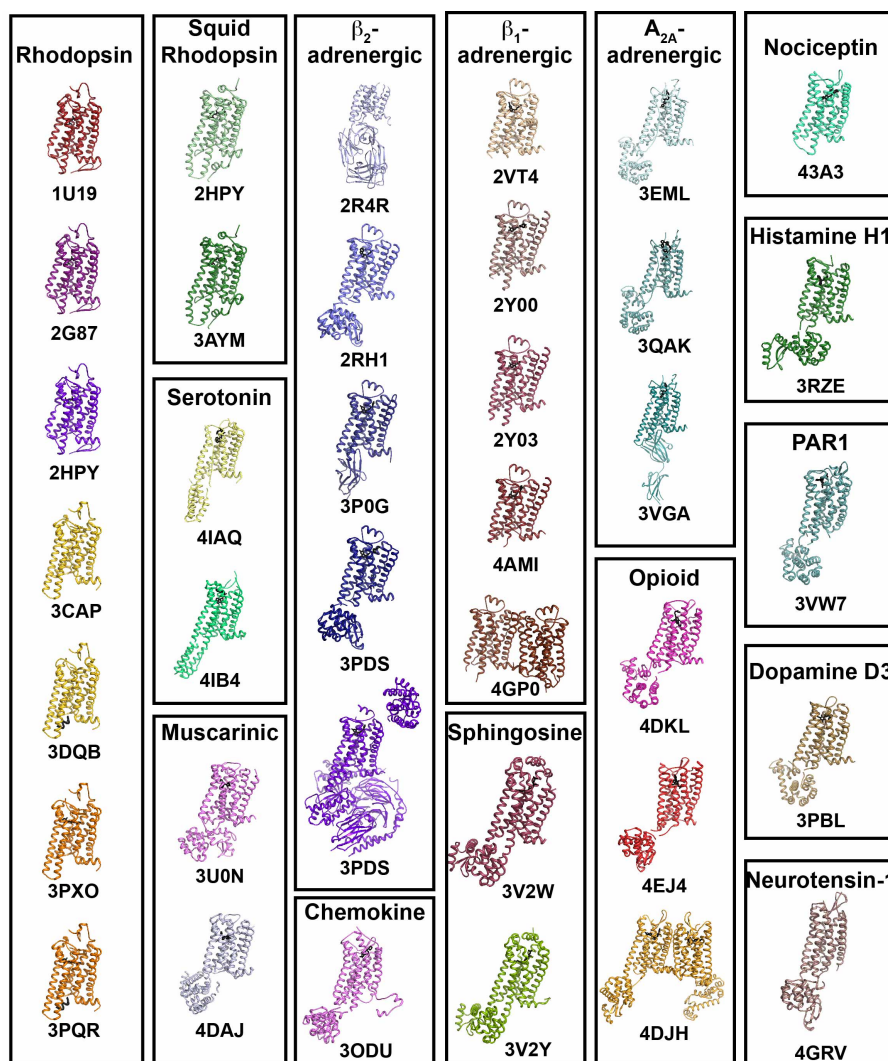 Rhodopsin
1U19
2G87
2HPY
3CAP
3DQB
3PXO
3PQR
Squid
Rhodopsin
2HPY
3AYM
Serotonin
4IAQ
4IB4
Muscarinic
3U0N
4DAJ
β2-
adrenergic
2R4R
2RH1
3P0G
3PDS
3PDS
Chemokine
3ODU
β1-
adrenergic
2VT4
2Y00
2Y03
4AMI
4GP0
Sphingosine
3V2W
3V2Y
A2A-
adrenergic
3EML
3QAK
3VGA
Opioid
4DKL
4EJ4
4DJH
Nociceptin
43A3
Histamine H1
3RZE
PAR1
3VW7
Dopamine D3
3PBL
Neurotensin-1
4GRV